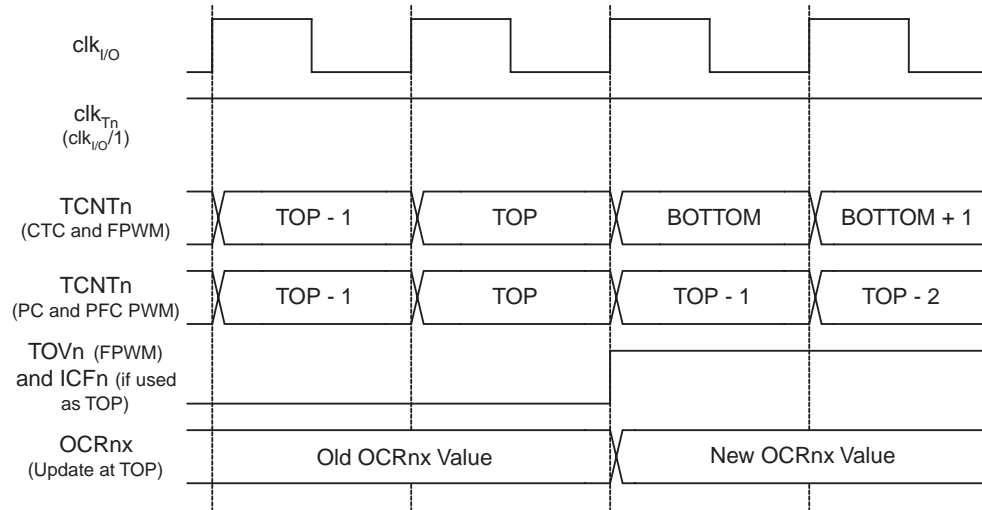 clkI/O
clkTn
(clkI/O/1)
TCNTn
(CTC and FPWM)
TOP - 1 TOP BOTTOM BOTTOM + 1
TCNTn
(PC and PFC PWM)
TOP - 1 TOP TOP - 1 TOP - 2
TOVn (FPWM)
and ICFn (if used
as TOP)
OCRnx
(Update at TOP)
Old OCRnx Value New OCRnx Value